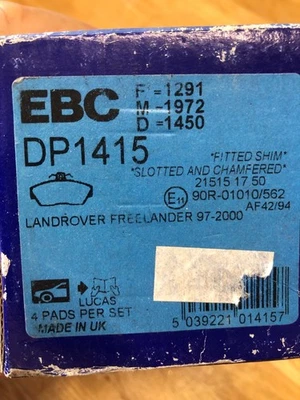 EBC
F = 1291
M = 1972
D = 1450
DP1415
*FITTED SHIM*
*SLOTTED AND CHAMFERED*
21515 17 50
E11 90R-01010/562
AF42/94
LANDROVER FREELANDER 97-2000
LUCAS
4 PADS PER SET
MADE IN UK
5 039221 014157